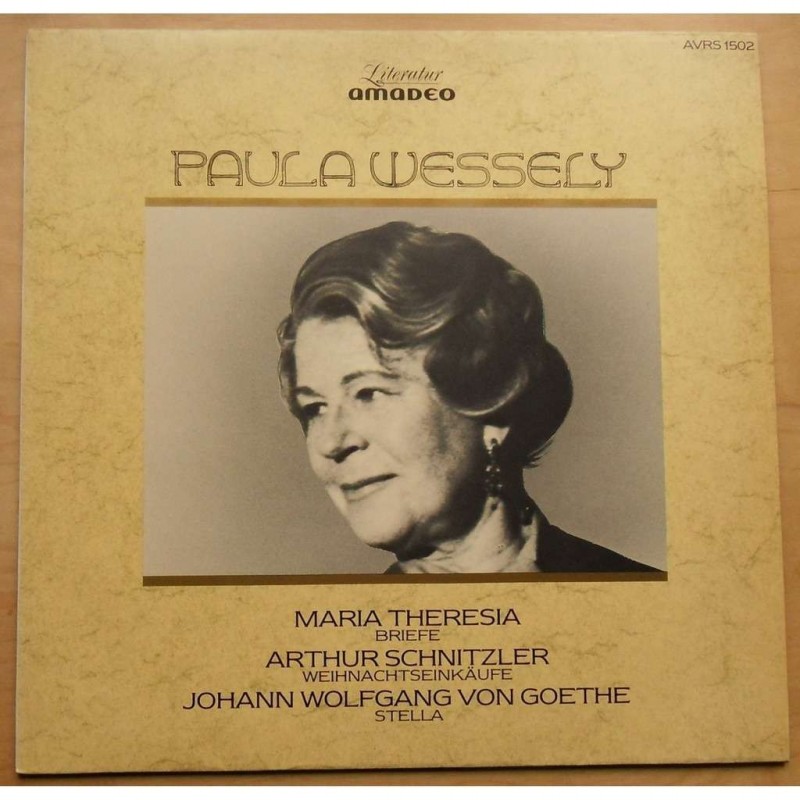 AVRS 1502
Literatur
AMADEO
PAULA WESSELY
MARIA THERESIA
BRIEFE
ARTHUR SCHNITZLER
WEIHNACHTSEINKÄUFE
JOHANN WOLFGANG VON GOETHE
STELLA